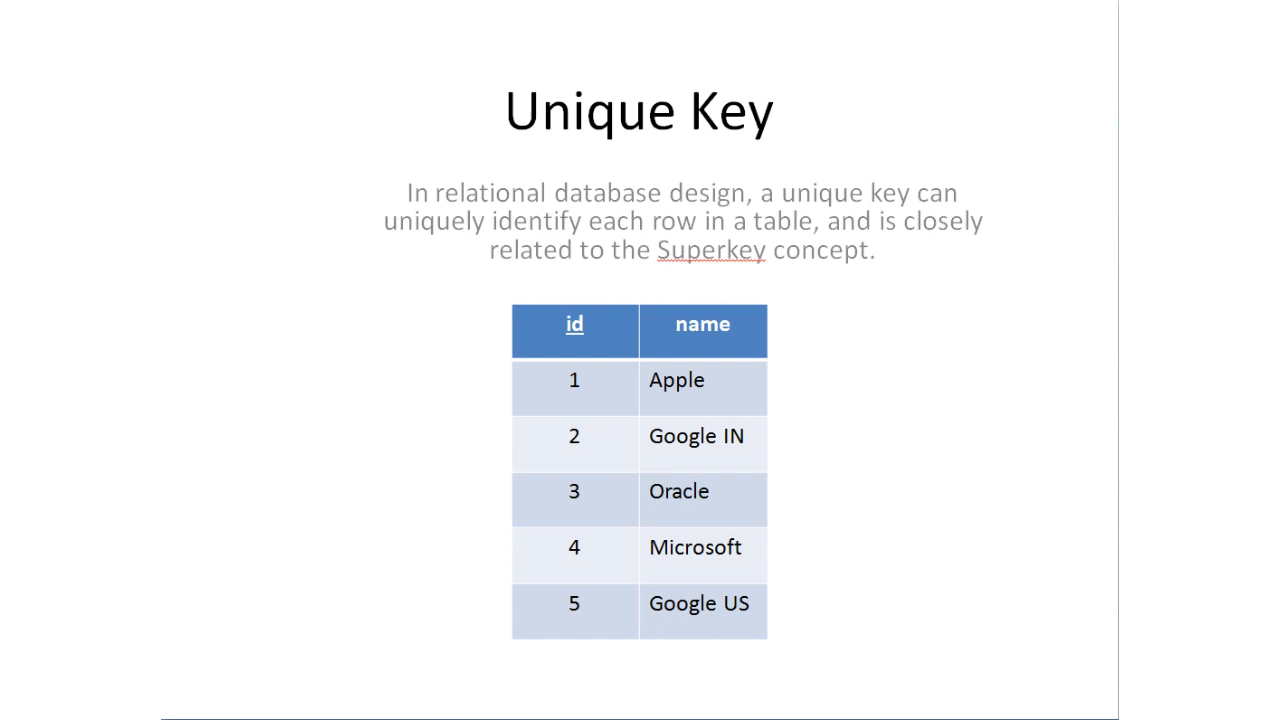 Unique Key
In relational database design, a unique key can
uniquely identify each row in a table, and is closely
related to the Superkey concept.
id name
1 Apple
2 Google IN
3 Oracle
4 Microsoft
5 Google US